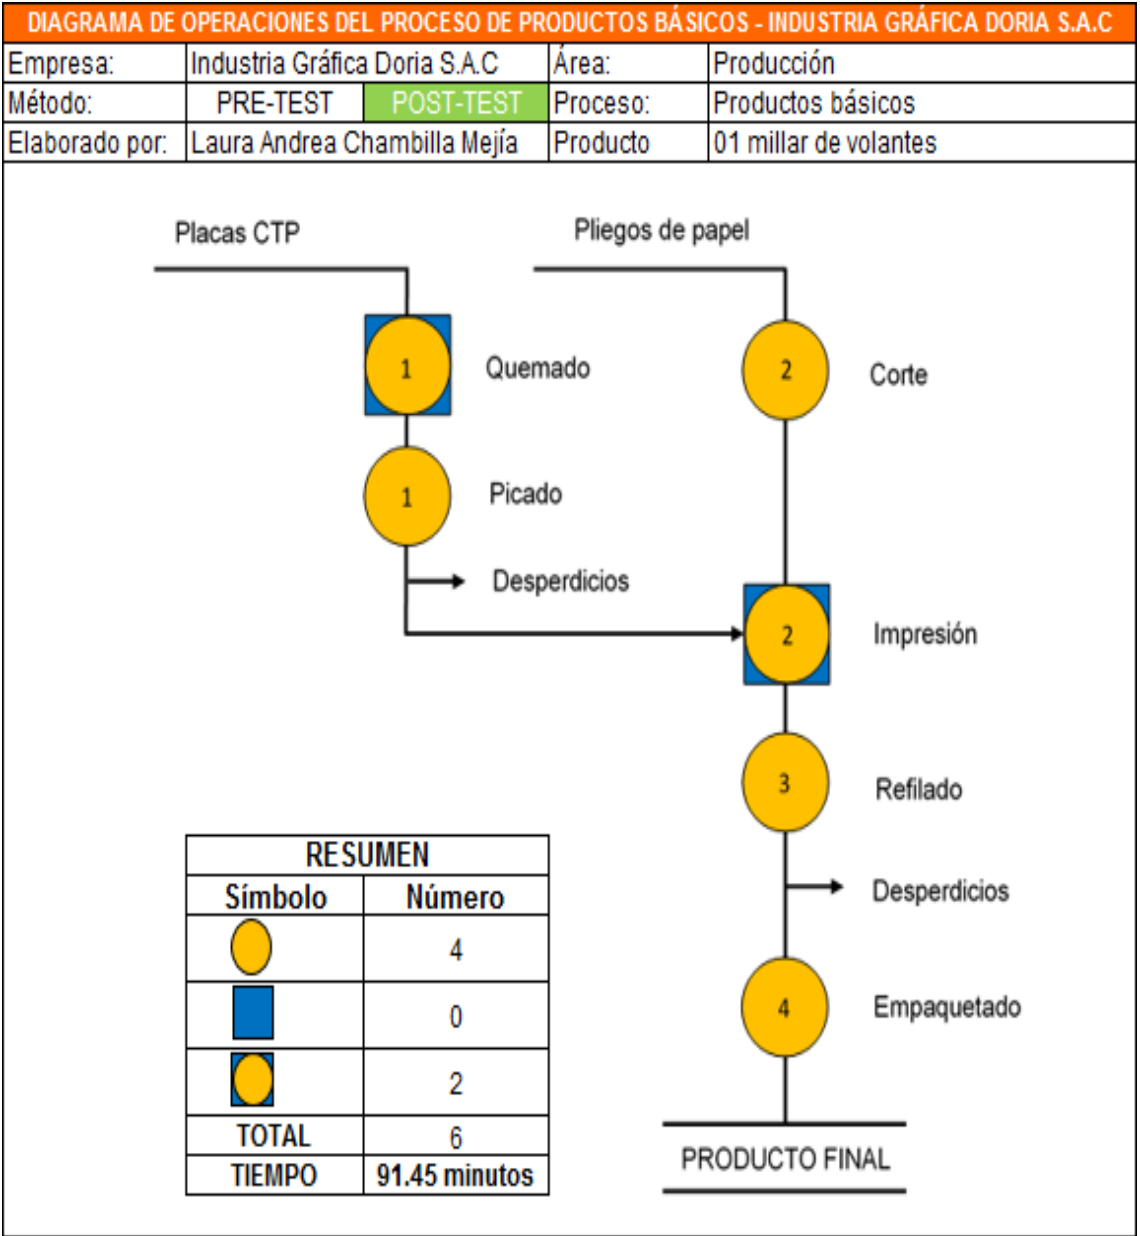 DIAGRAMA DE OPERACIONES DEL PROCESO DE PRODUCTOS BÁSICOS - INDUSTRIA GRÁFICA DORIA S.A.C
Empresa: Industria Gráfica Doria S.A.C Área: Producción
Método: PRE-TEST POST-TEST Proceso: Productos básicos
Elaborado por: Laura Andrea Chambilla Mejía Producto 01 millar de volantes
Placas CTP Pliegos de papel
1 Quemado 2 Corte
1 Picado
Desperdicios
2 Impresión
3 Refilado
Desperdicios
4 Empaquetado
PRODUCTO FINAL
RESUMEN
Símbolo Número
4
0
2
TOTAL 6
TIEMPO 91.45 minutos